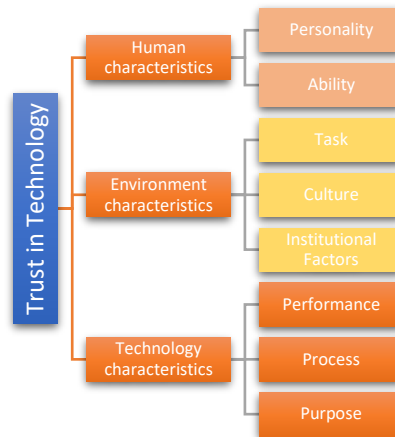 Trust in Technology
Human
characteristics
Personality
Ability
Environment
characteristics
Task
Culture
Institutional
Factors
Technology
characteristics
Performance
Process
Purpose